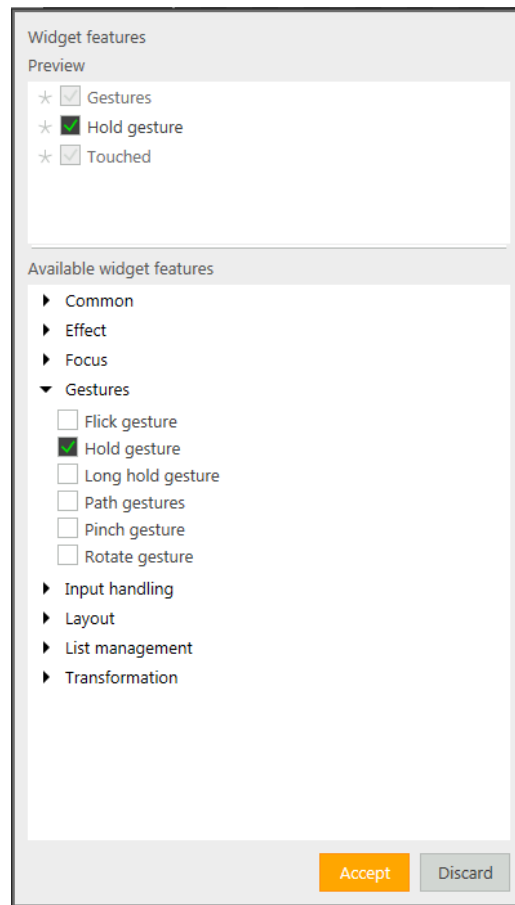 Widget features
Preview
Gestures
Hold gesture
Touched
Available widget features
Common
Effect
Focus
Gestures
Flick gesture
Hold gesture
Long hold gesture
Path gestures
Pinch gesture
Rotate gesture
Input handling
Layout
List management
Transformation
Accept Discard